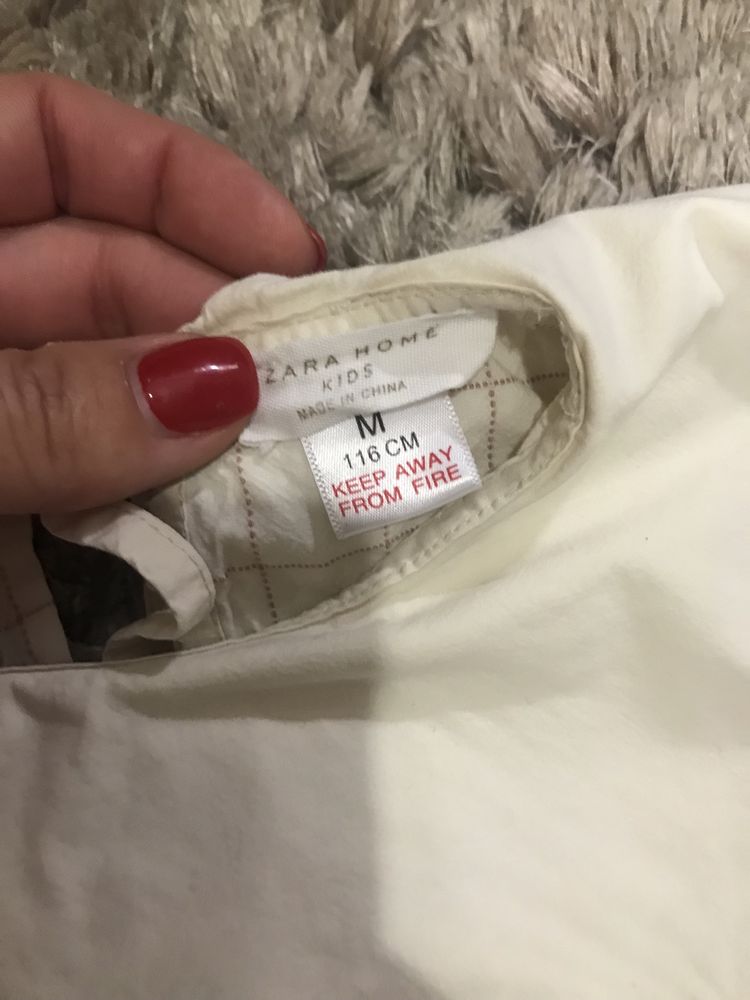 ZARA HOME
KIDS
MADE IN CHINA
M
116 CM
KEEP AWAY
FROM FIRE